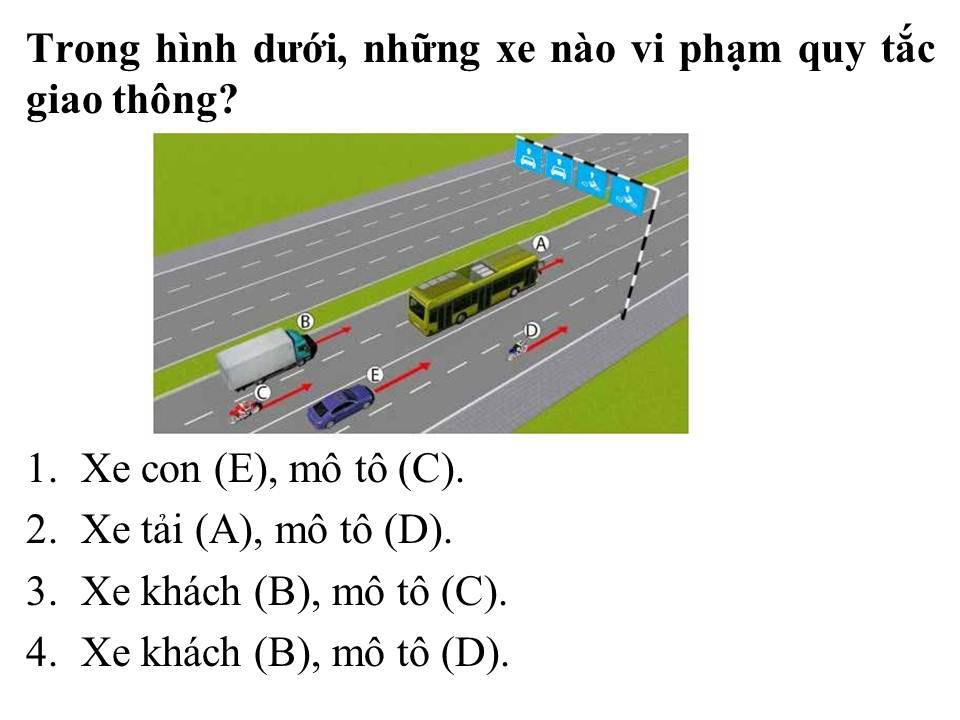 Trong hình dưới, những xe nào vi phạm quy tắc
giao thông?
A
B
D
E
C
1. Xe con (E), mô tô (C).
2. Xe tải (A), mô tô (D).
3. Xe khách (B), mô tô (C).
4. Xe khách (B), mô tô (D).